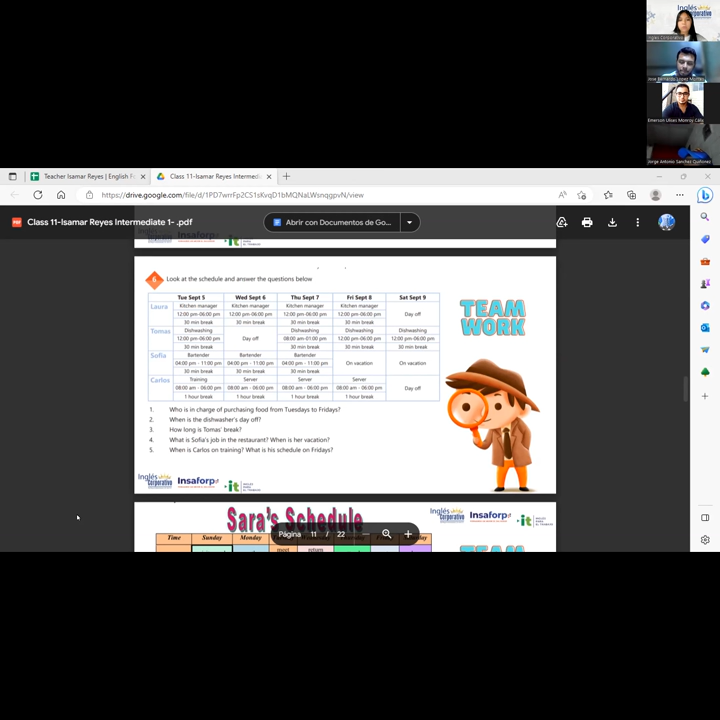 Inglés Corporativo
Inglés Corporativo
Jose Bernardo Lopez
Emerson Ulises Monroy
Jorge Antonio Sanchez Quiñonez
Teacher Isamar Reyes | English Fo
Class 11-Isamar Reyes Intermedi
https://drive.google.com/file/d/1PD7wrrFp2CS1sKvqD1bMQNaLWsnqgpvN/view
PDF Class 11-Isamar Reyes Intermediate 1- .pdf
Abrir con Documentos de Go...
6 Look at the schedule and answer the questions below
Tue Sept 5 Wed Sept 6 Thu Sept 7 Fri Sept 8 Sat Sept 9
Laura Kitchen manager Kitchen manager Kitchen manager Kitchen manager Day off
12:00 pm-06:00 pm 12:00 pm-06:00 pm 12:00 pm-06:00 pm 12:00 pm-06:00 pm
30 min break 30 min break 30 min break 30 min break
Tomas Dishwashing Day off Dishwashing Dishwashing Dishwashing
12:00 pm-06:00 pm 08:00 am-01:00 pm 12:00 pm-06:00 pm 12:00 pm-06:00 pm
30 min break 30 min break 30 min break 30 min break
Sofia Bartender Bartender Bartender On vacation On vacation
04:00 pm - 11:00 pm 04:00 pm - 11:00 pm 04:00 pm - 11:00 pm
30 min break 30 min break 30 min break
Carlos Training Server Server Server Day off
08:00 am - 06:00 pm 08:00 am - 06:00 pm 08:00 am - 06:00 pm 08:00 am - 06:00 pm
1 hour break 1 hour break 1 hour break 1 hour break
TEAM
WORK
1. Who is in charge of purchasing food from Tuesdays to Fridays?
2. When is the dishwasher's day off?
3. How long is Tomas' break?
4. What is Sofia's job in the restaurant? When is her vacation?
5. When is Carlos on training? What is his schedule on Fridays?
Inglés Corporativo Insaforp it
Sara's Schedule
Inglés Corporativo Insaforp it
Página 11 / 22
Time Sunday Monday
meet return